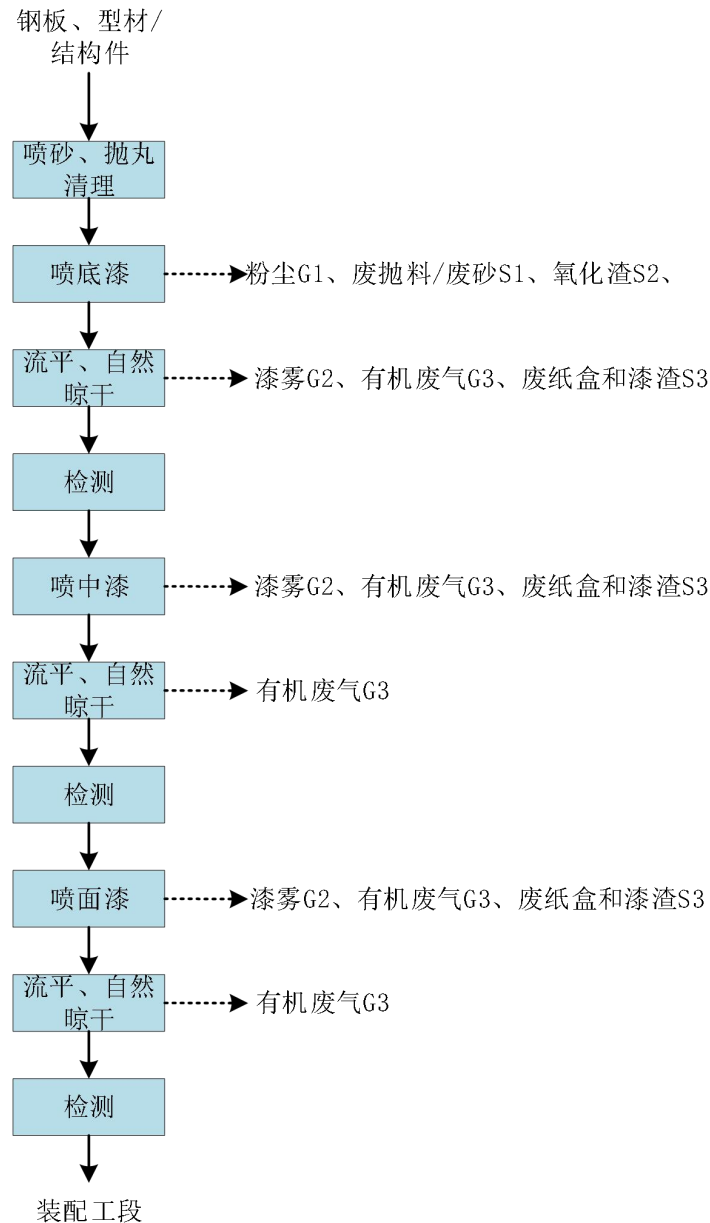 钢板、型材/
结构件
喷砂、抛丸
清理
喷底漆
粉尘G1、废抛料/废砂S1、氧化渣S2、
流平、自然
晾干
漆雾G2、有机废气G3、废纸盒和漆渣S3
检测
喷中漆
漆雾G2、有机废气G3、废纸盒和漆渣S3
流平、自然
晾干
有机废气G3
检测
喷面漆
漆雾G2、有机废气G3、废纸盒和漆渣S3
流平、自然
晾干
有机废气G3
检测
装配工段